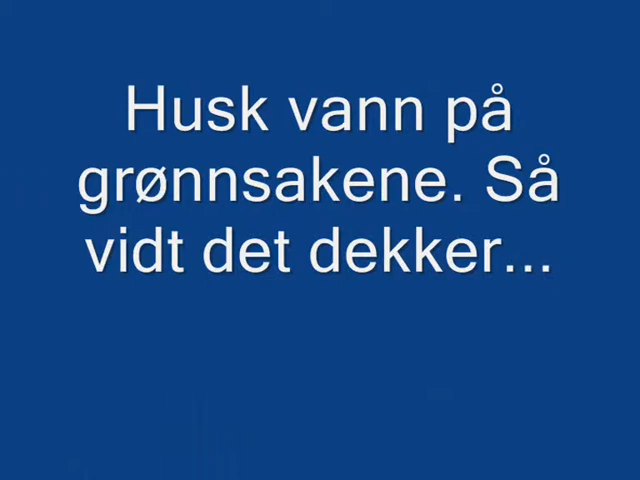 Husk vann på
grønnsakene. Så
vidt det dekker...